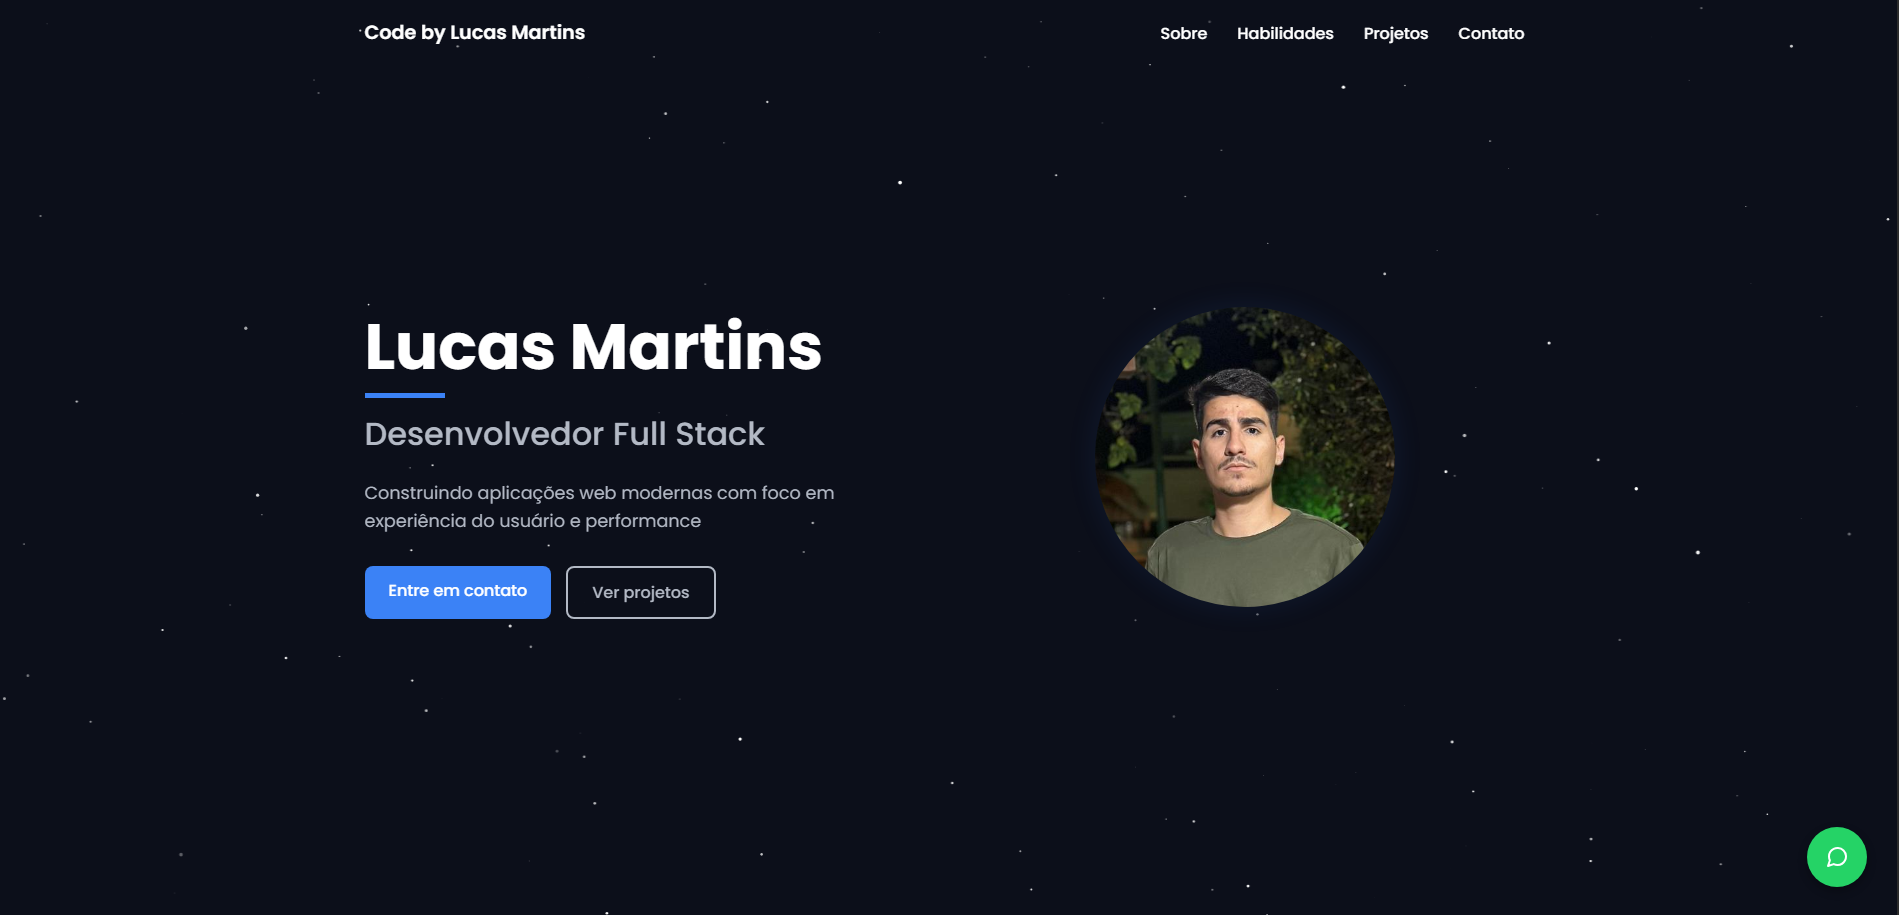 Code by Lucas Martins
Sobre
Habilidades
Projetos
Contato
Lucas Martins
Desenvolvedor Full Stack
Construindo aplicações web modernas com foco em
experiência do usuário e performance
Entre em contato
Ver projetos